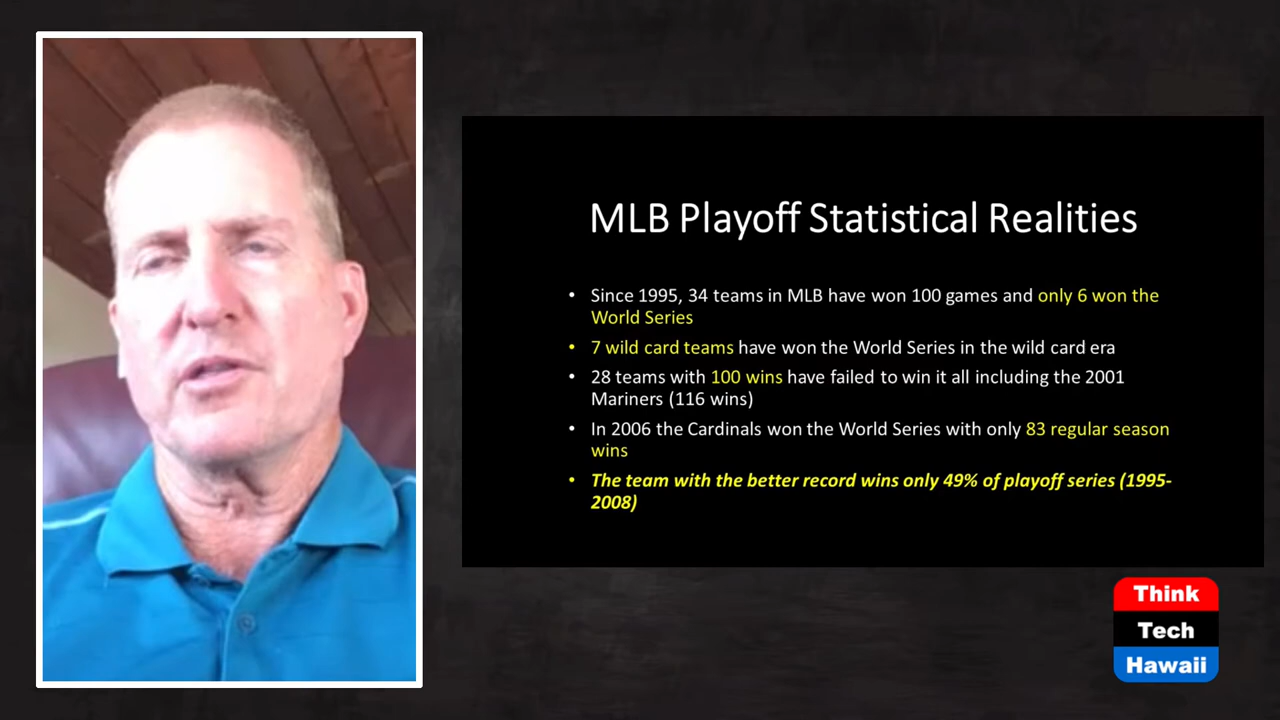 MLB Playoff Statistical Realities
• Since 1995, 34 teams in MLB have won 100 games and only 6 won the
World Series
• 7 wild card teams have won the World Series in the wild card era
• 28 teams with 100 wins have failed to win it all including the 2001
Mariners (116 wins)
• In 2006 the Cardinals won the World Series with only 83 regular season
wins
• The team with the better record wins only 49% of playoff series (1995-
2008)
Think
Tech
Hawaii